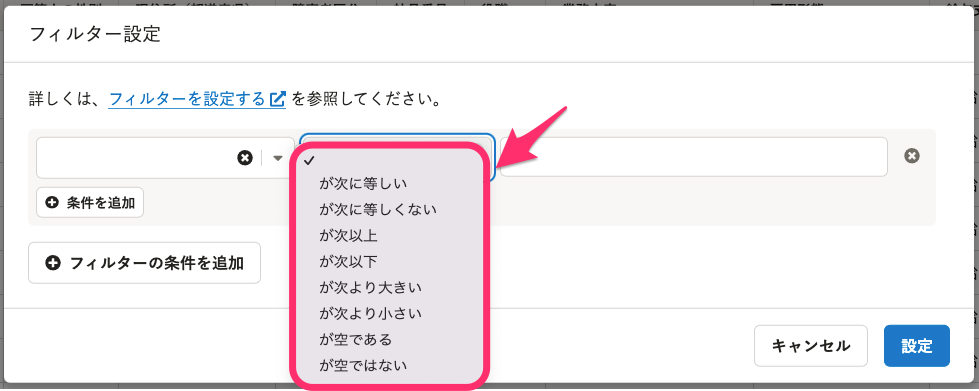 フィルター設定
詳しくは、フィルターを設定する を参照してください。
が次に等しい
が次に等しくない
が次以上
が次以下
が次より大きい
が次より小さい
が空である
が空ではない
条件を追加
フィルターの条件を追加
キャンセル
設定